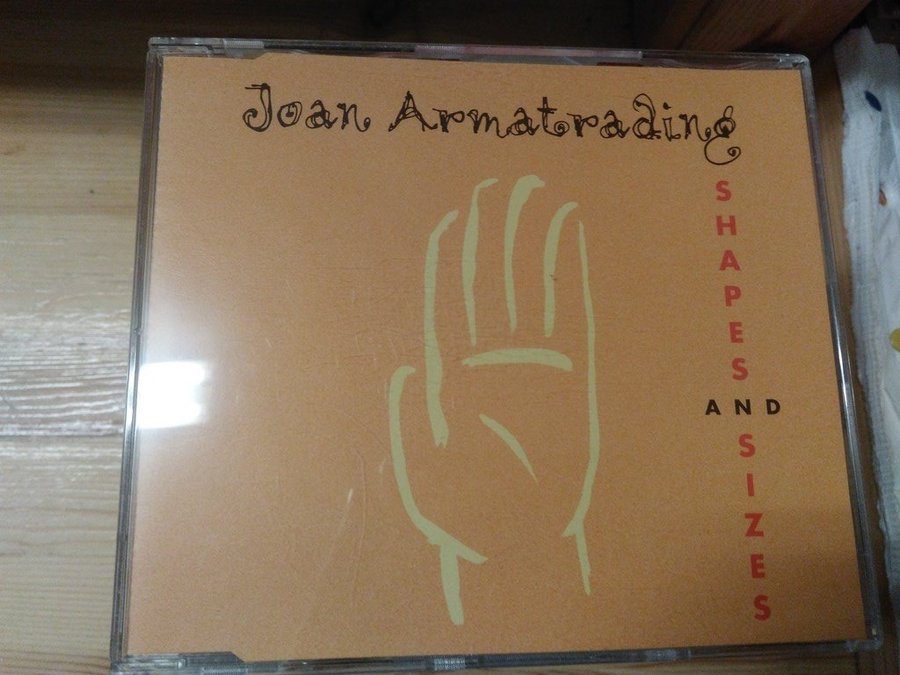 Joan Armatrading
SHAPES
AND
SIZES